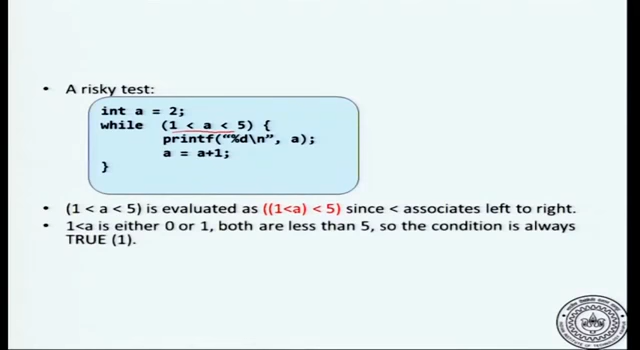 • A risky test:
int a = 2;
while (1 < a < 5) {
printf("%d\n”, a);
a = a+1;
}
• (1 < a < 5) is evaluated as ((1<a) < 5) since < associates left to right.
• 1<a is either 0 or 1, both are less than 5, so the condition is always
TRUE (1).